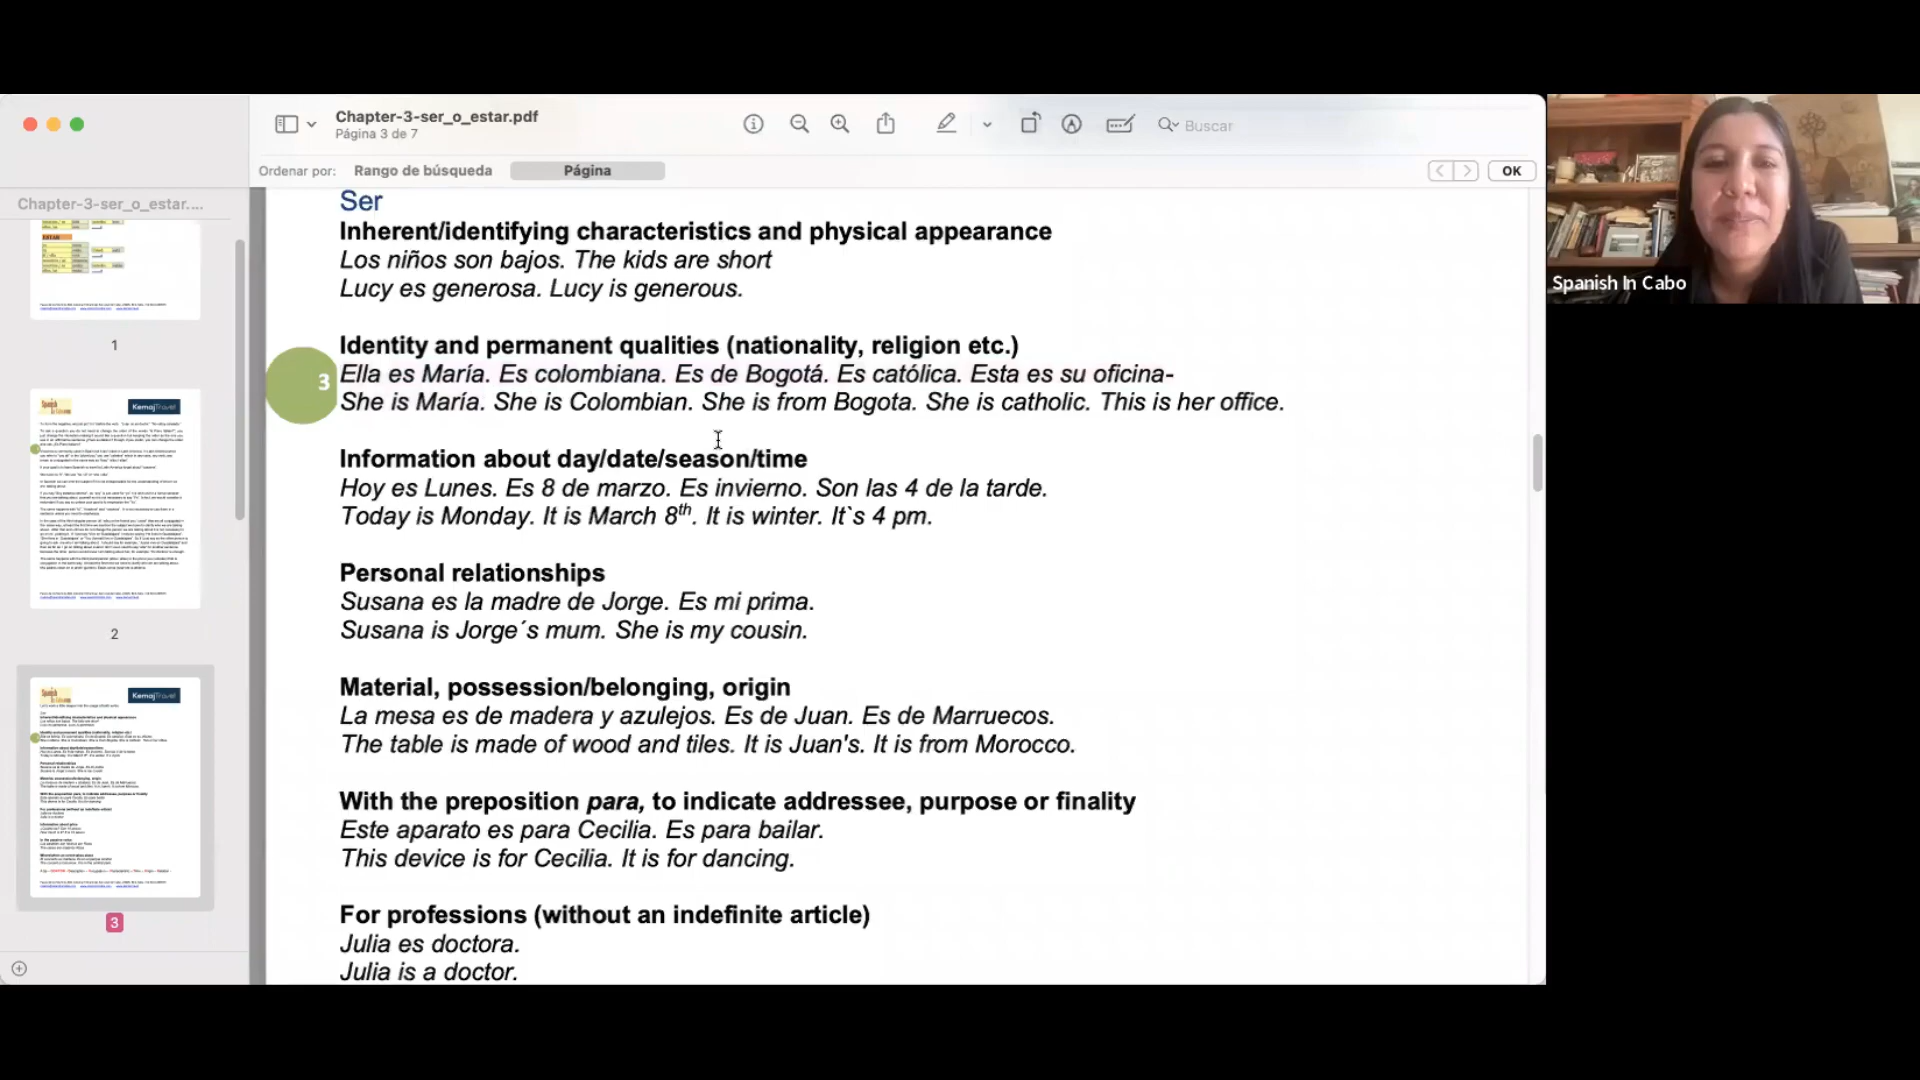 Chapter-3-ser_o_estar.pdf
Página 3 de 7
Buscar
Ordenar por: Rango de búsqueda Página
OK
Chapter-3-ser_o_estar....
1
2
3
Ser
Inherent/identifying characteristics and physical appearance
Los niños son bajos. The kids are short
Lucy es generosa. Lucy is generous.
Identity and permanent qualities (nationality, religion etc.)
3
Ella es María. Es colombiana. Es de Bogotá. Es católica. Esta es su oficina-
She is María. She is Colombian. She is from Bogota. She is catholic. This is her office.
Information about day/date/season/time
Hoy es Lunes. Es 8 de marzo. Es invierno. Son las 4 de la tarde.
Today is Monday. It is March 8th. It is winter. It`s 4 pm.
Personal relationships
Susana es la madre de Jorge. Es mi prima.
Susana is Jorge´s mum. She is my cousin.
Material, possession/belonging, origin
La mesa es de madera y azulejos. Es de Juan. Es de Marruecos.
The table is made of wood and tiles. It is Juan's. It is from Morocco.
With the preposition para, to indicate addressee, purpose or finality
Este aparato es para Cecilia. Es para bailar.
This device is for Cecilia. It is for dancing.
For professions (without an indefinite article)
Julia es doctora.
Julia is a doctor.
Spanish In Cabo
KemajTravel
KemajTravel